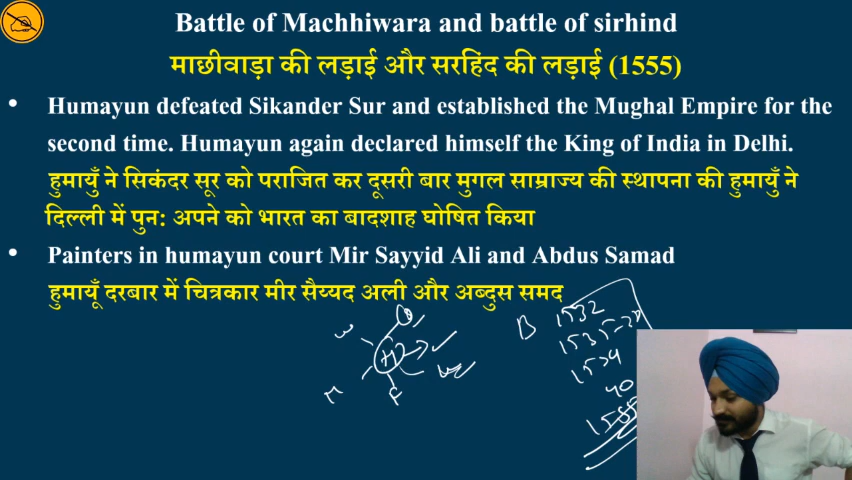 Battle of Machhiwara and battle of sirhind
माछीवाड़ा की लड़ाई और सरहिंद की लड़ाई (1555)
• Humayun defeated Sikander Sur and established the Mughal Empire for the
second time. Humayun again declared himself the King of India in Delhi.
हुमायुँ ने सिकंदर सूर को पराजित कर दूसरी बार मुगल साम्राज्य की स्थापना की हुमायुँ ने
दिल्ली में पुन: अपने को भारत का बादशाह घोषित किया
• Painters in humayun court Mir Sayyid Ali and Abdus Samad
हुमायूँ दरबार में चित्रकार मीर सैय्यद अली और अब्दुस समद
B 1532
40